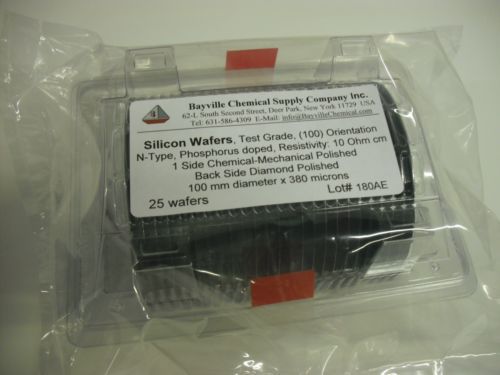 Bayville Chemical Supply Company Inc.
62-L South Second Street, Deer Park, New York 11729 USA
Tel: 631-586-4309 E-Mail: info@BayvilleChemical.com
Silicon Wafers, Test Grade, (100) Orientation
N-Type, Phosphorus doped, Resistivity: 10 Ohm cm
1 Side Chemical-Mechanical Polished
Back Side Diamond Polished
100 mm diameter x 380 microns
25 wafers Lot# 180AE